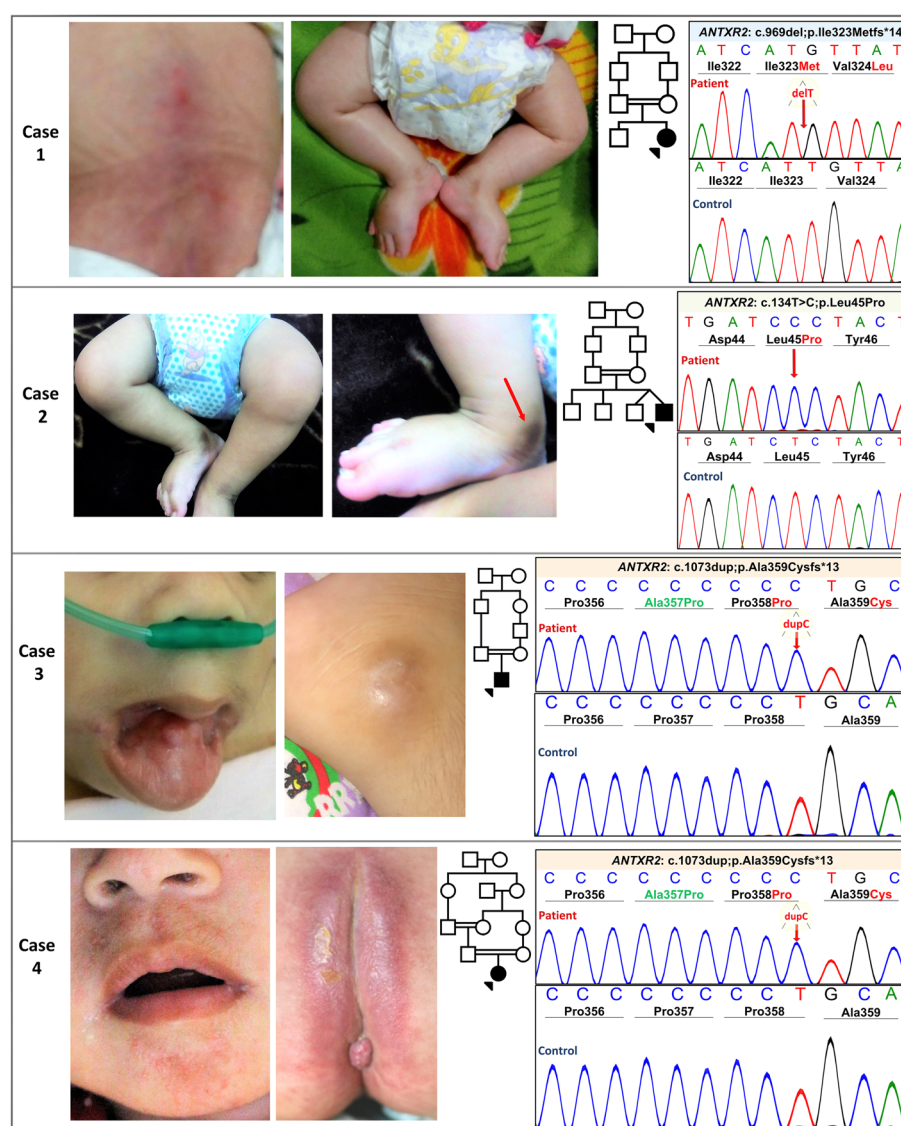 Case
1
ANTXR2: c.969del;p.Ile323Metfs*14
A T C A T G T T A T
Ile322 Ile323Met Val324Leu
Patient
delT
A T C A T T G T T A
Ile322 Ile323 Val324
Control
Case
2
ANTXR2: c.134T>C;p.Leu45Pro
T G A T C C C T A C T
Asp44 Leu45Pro Tyr46
Patient
T G A T C T C T A C T
Asp44 Leu45 Tyr46
Control
Case
3
ANTXR2: c.1073dup;p.Ala359Cysfs*13
C C C C C C C C C T G C
Pro356 Ala357Pro Pro358Pro Ala359Cys
dupC
Patient
C C C C C C C C T G C A
Pro356 Pro357 Pro358 Ala359
Control
Case
4
ANTXR2: c.1073dup;p.Ala359Cysfs*13
C C C C C C C C C T G C
Pro356 Ala357Pro Pro358Pro Ala359Cys
Patient
dupC
C C C C C C C C T G C A
Pro356 Pro357 Pro358 Ala359
Control